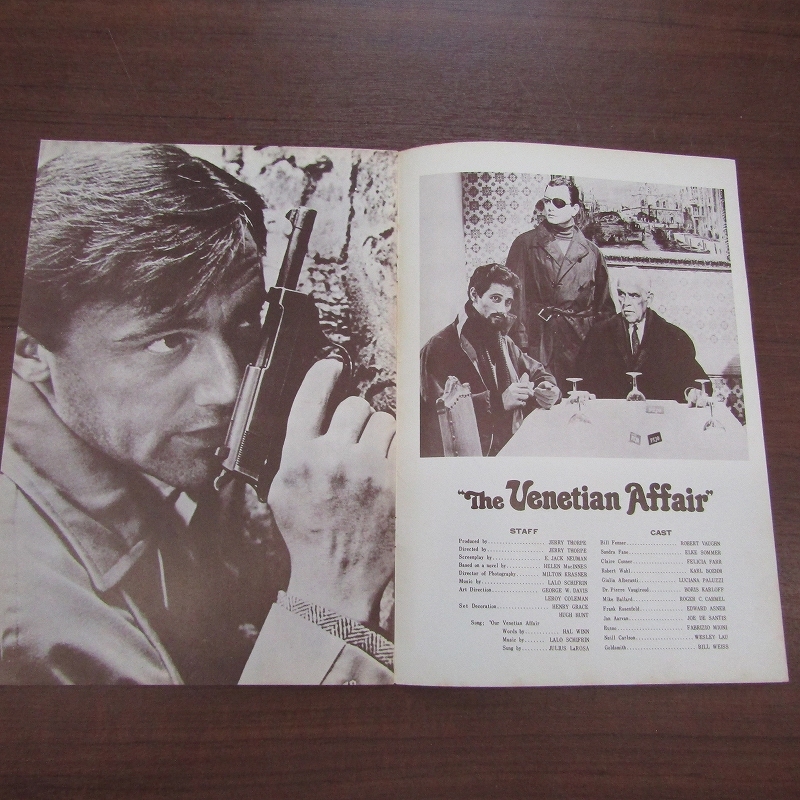 "The Venetian Affair"
STAFF
Produced by JERRY THORPE
Directed by JERRY THORPE
Screenplay by E. JACK NEUMAN
Based on a novel by HELEN MacINNES
Director of Photography MILTON KRASNER
Music by LALO SCHIFRIN
Art Direction GEORGE W. DAVIS
LEROY COLEMAN
Set Decoration HENRY GRACE
HUGH HUNT
Song; "Our Venetian Affair
Words by HAL WINN
Music by LALO SCHIFRIN
Sung by JULIUS LaROSA
CAST
Bill Fenner ROBERT VAUGHN
Sandra Fane ELKE SOMMER
Claire Connor FELICIA FARR
Robert Wahl KARL BOEHM
Giulia Almeranti LUCIANA PALUZZI
Dr. Pierre Vaugiroud BORIS KARLOFF
Mike Ballard ROGER C. CARMEL
Frank Rosenfeld EDWARD ASNER
Jan Aarvan JOE DE SANTIS
Russo FABRIZIO MIONI
Neill Carlson WESLEY LAU
Goldsmith BILL WEISS